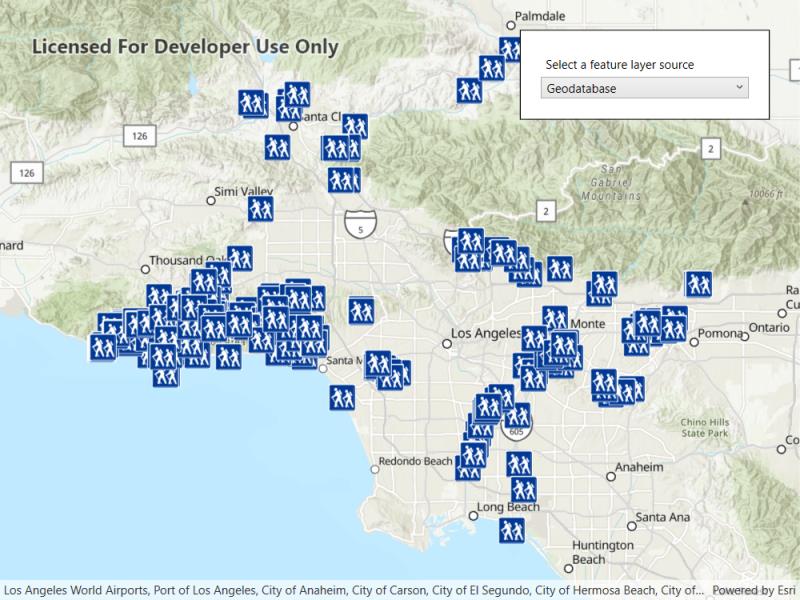 Palmdale
Licensed For Developer Use Only
Select a feature layer source
Geodatabase
anta Cl
126
2
126
San
Gabriel
Mountains
10066 ft
Simi Valley
2
5
nard
Thousand Oa
Ra
Cu
Los Angeles
Monte
Pomona
Ontario
Santa M
Chino Hills
State Park
605
Co
Redondo Beach
Anaheim
Long Beach
Santa Ana
Huntington
Beach
Los Angeles World Airports, Port of Los Angeles, City of Anaheim, City of Carson, City of El Segundo, City of Hermosa Beach, City of... Powered by Esri